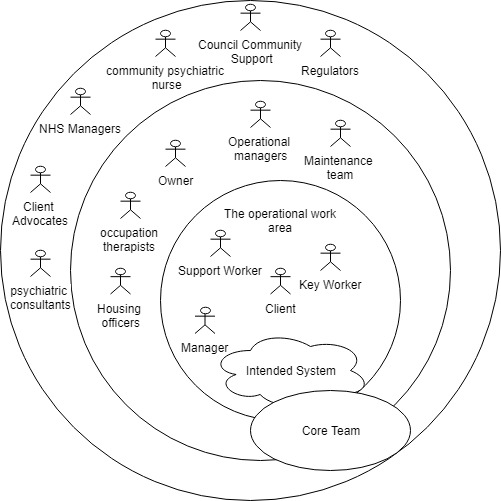 Council Community
Support
community psychiatric
nurse
Regulators
NHS Managers
Operational
managers
Maintenance
team
Owner
Client
Advocates
occupation
therapists
The operational work
area
Support Worker
Key Worker
psychiatric
consultants
Housing
officers
Client
Manager
Intended System
Core Team